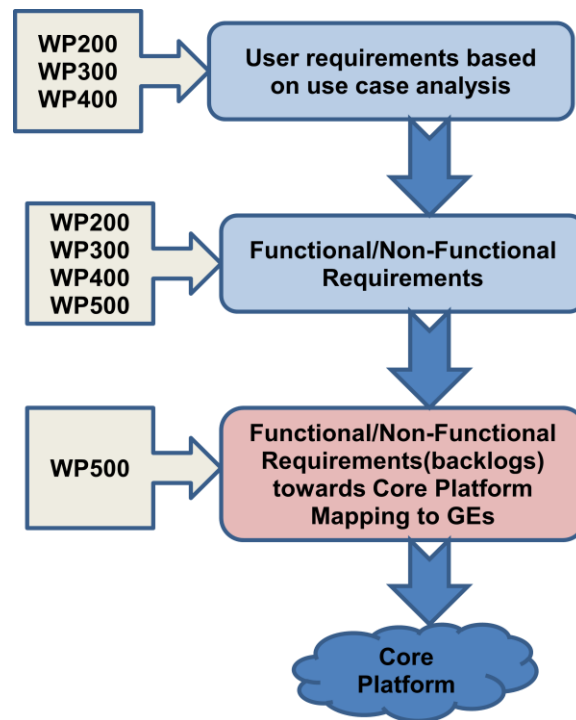 WP200
WP300
WP400
User requirements based
on use case analysis
WP200
WP300
WP400
WP500
Functional/Non-Functional
Requirements
WP500
Functional/Non-Functional
Requirements(backlogs)
towards Core Platform
Mapping to GEs
Core
Platform